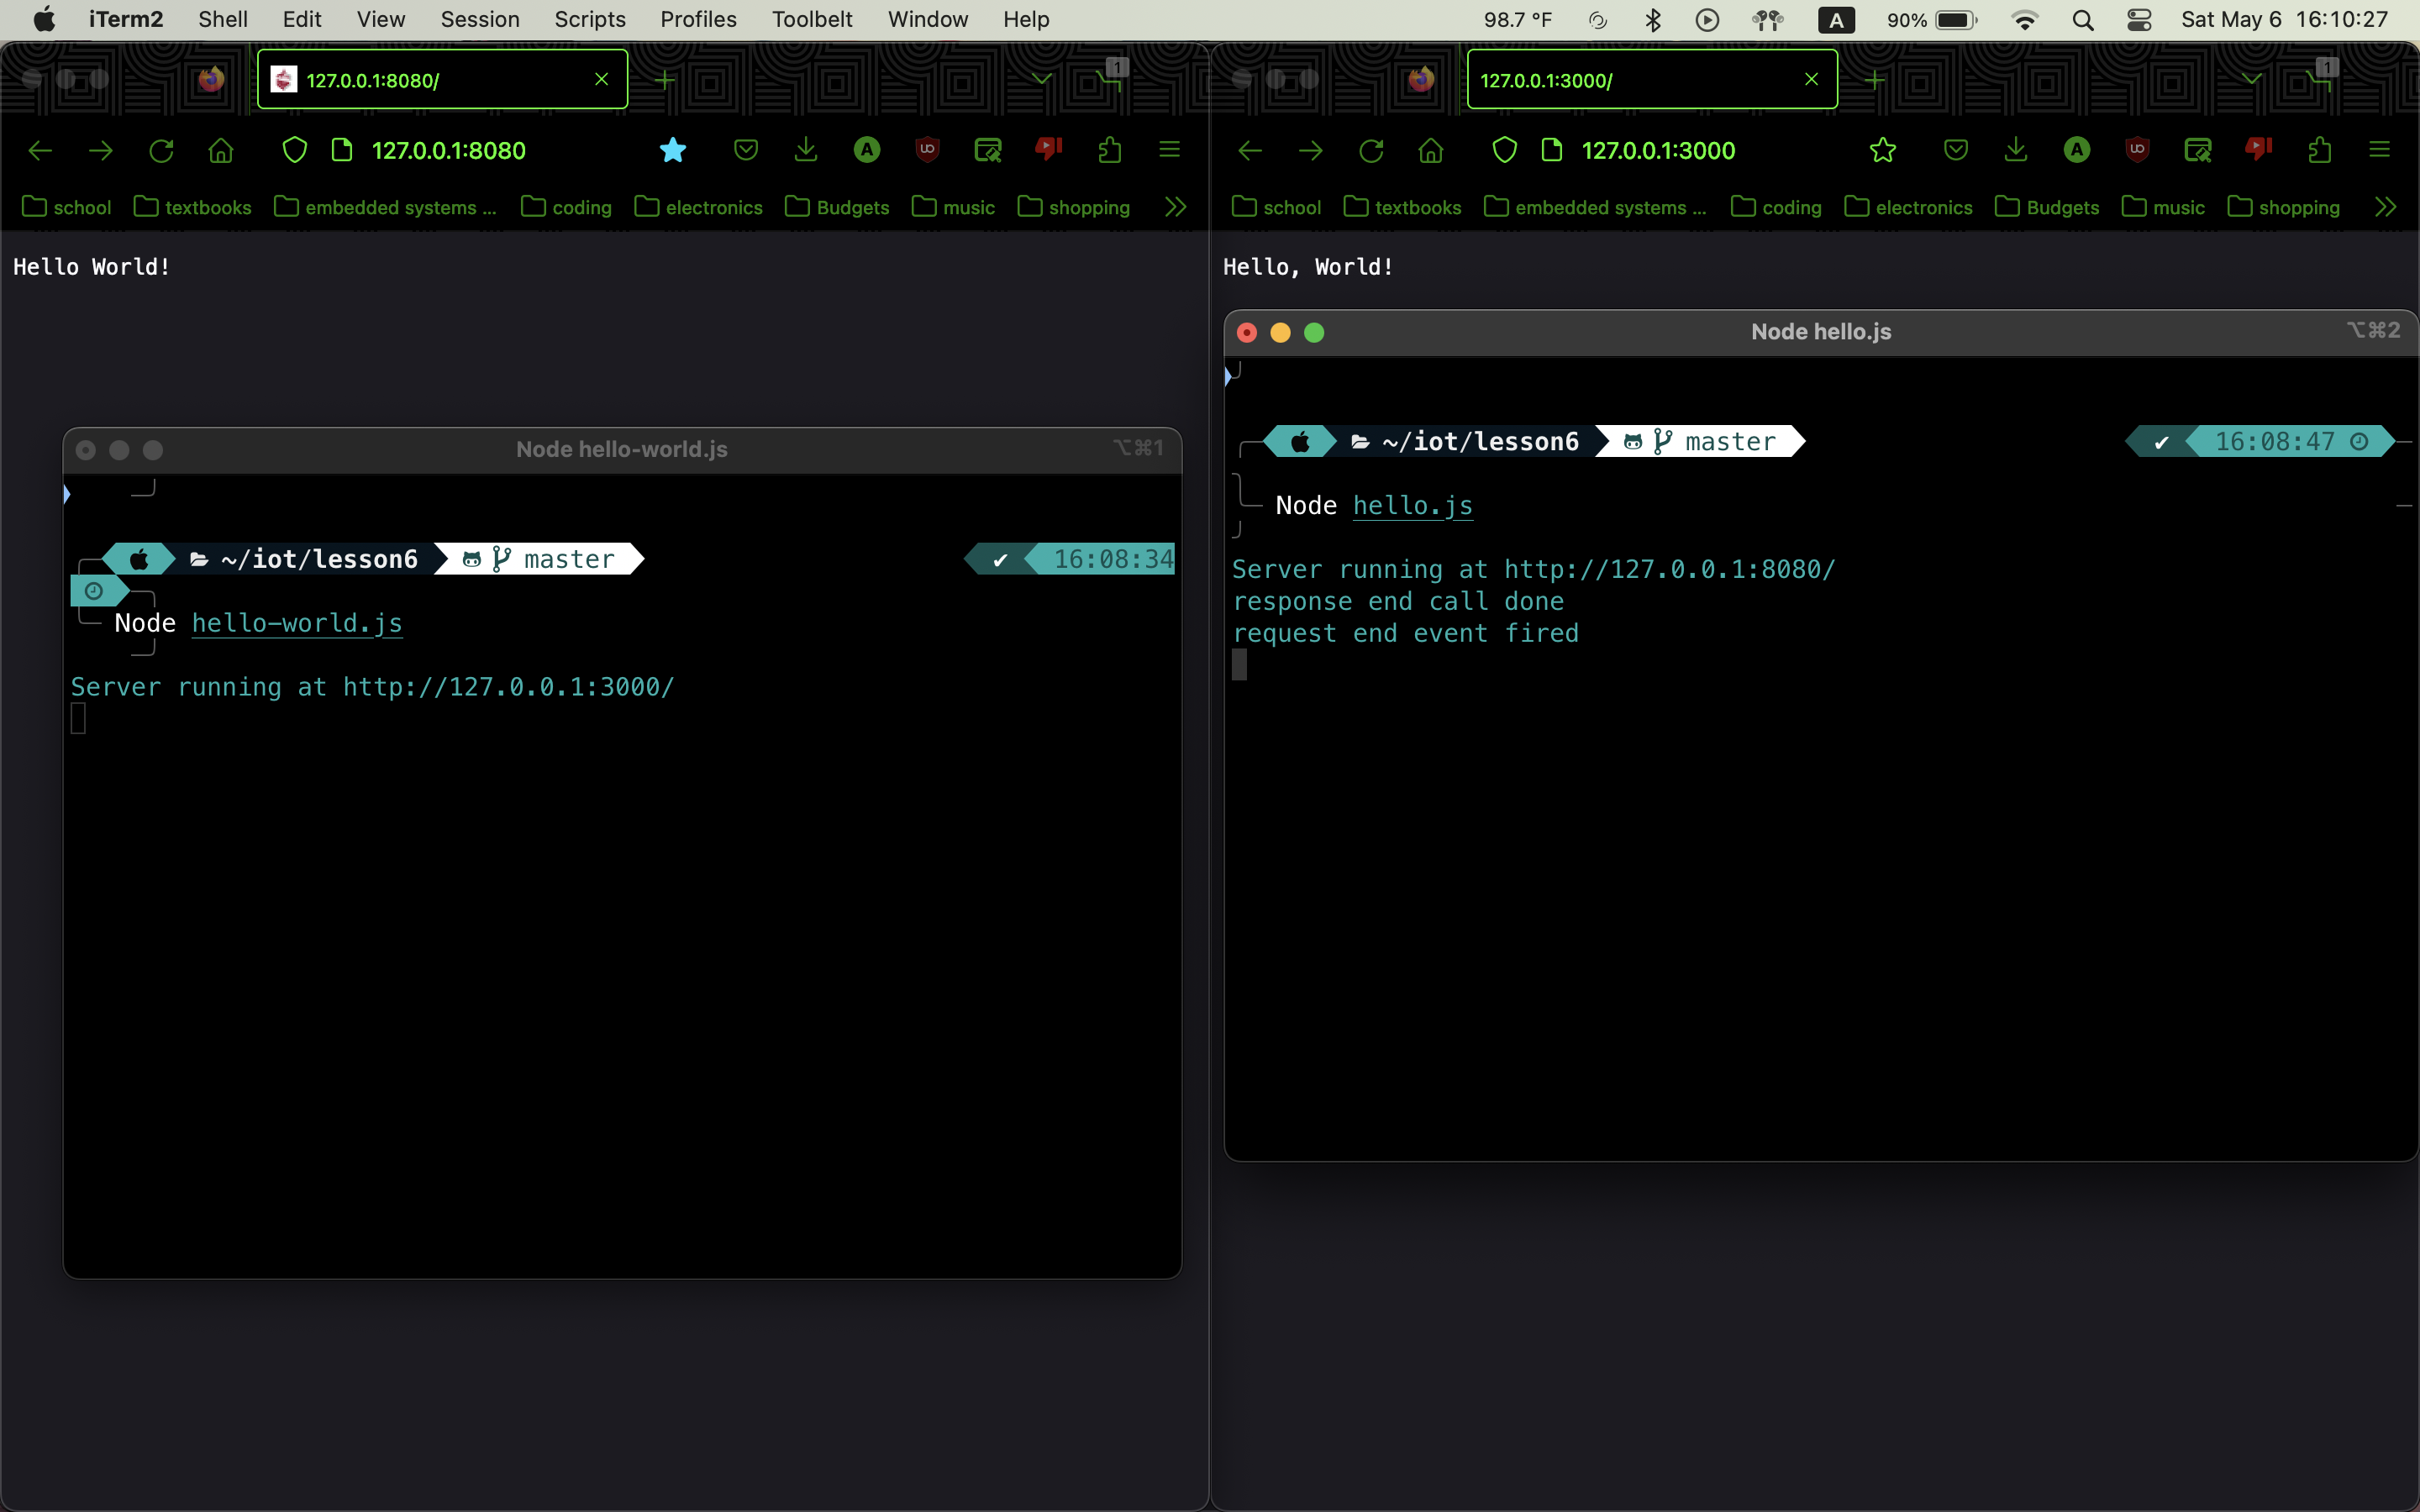 iTerm2 Shell Edit View Session Scripts Profiles Toolbelt Window Help 98.7 °F A 90% Sat May 6 16:10:27
127.0.0.1:8080/ 1
127.0.0.1:8080
school textbooks embedded systems ... coding electronics Budgets music shopping
Hello World!
Node hello-world.js ⌥⌘1
~/iot/lesson6 master ✔ 16:08:34
Node hello-world.js
Server running at http://127.0.0.1:3000/
127.0.0.1:3000/ 1
127.0.0.1:3000
school textbooks embedded systems ... coding electronics Budgets music shopping
Hello, World!
Node hello.js ⌥⌘2
~/iot/lesson6 master ✔ 16:08:47
Node hello.js
Server running at http://127.0.0.1:8080/
response end call done
request end event fired